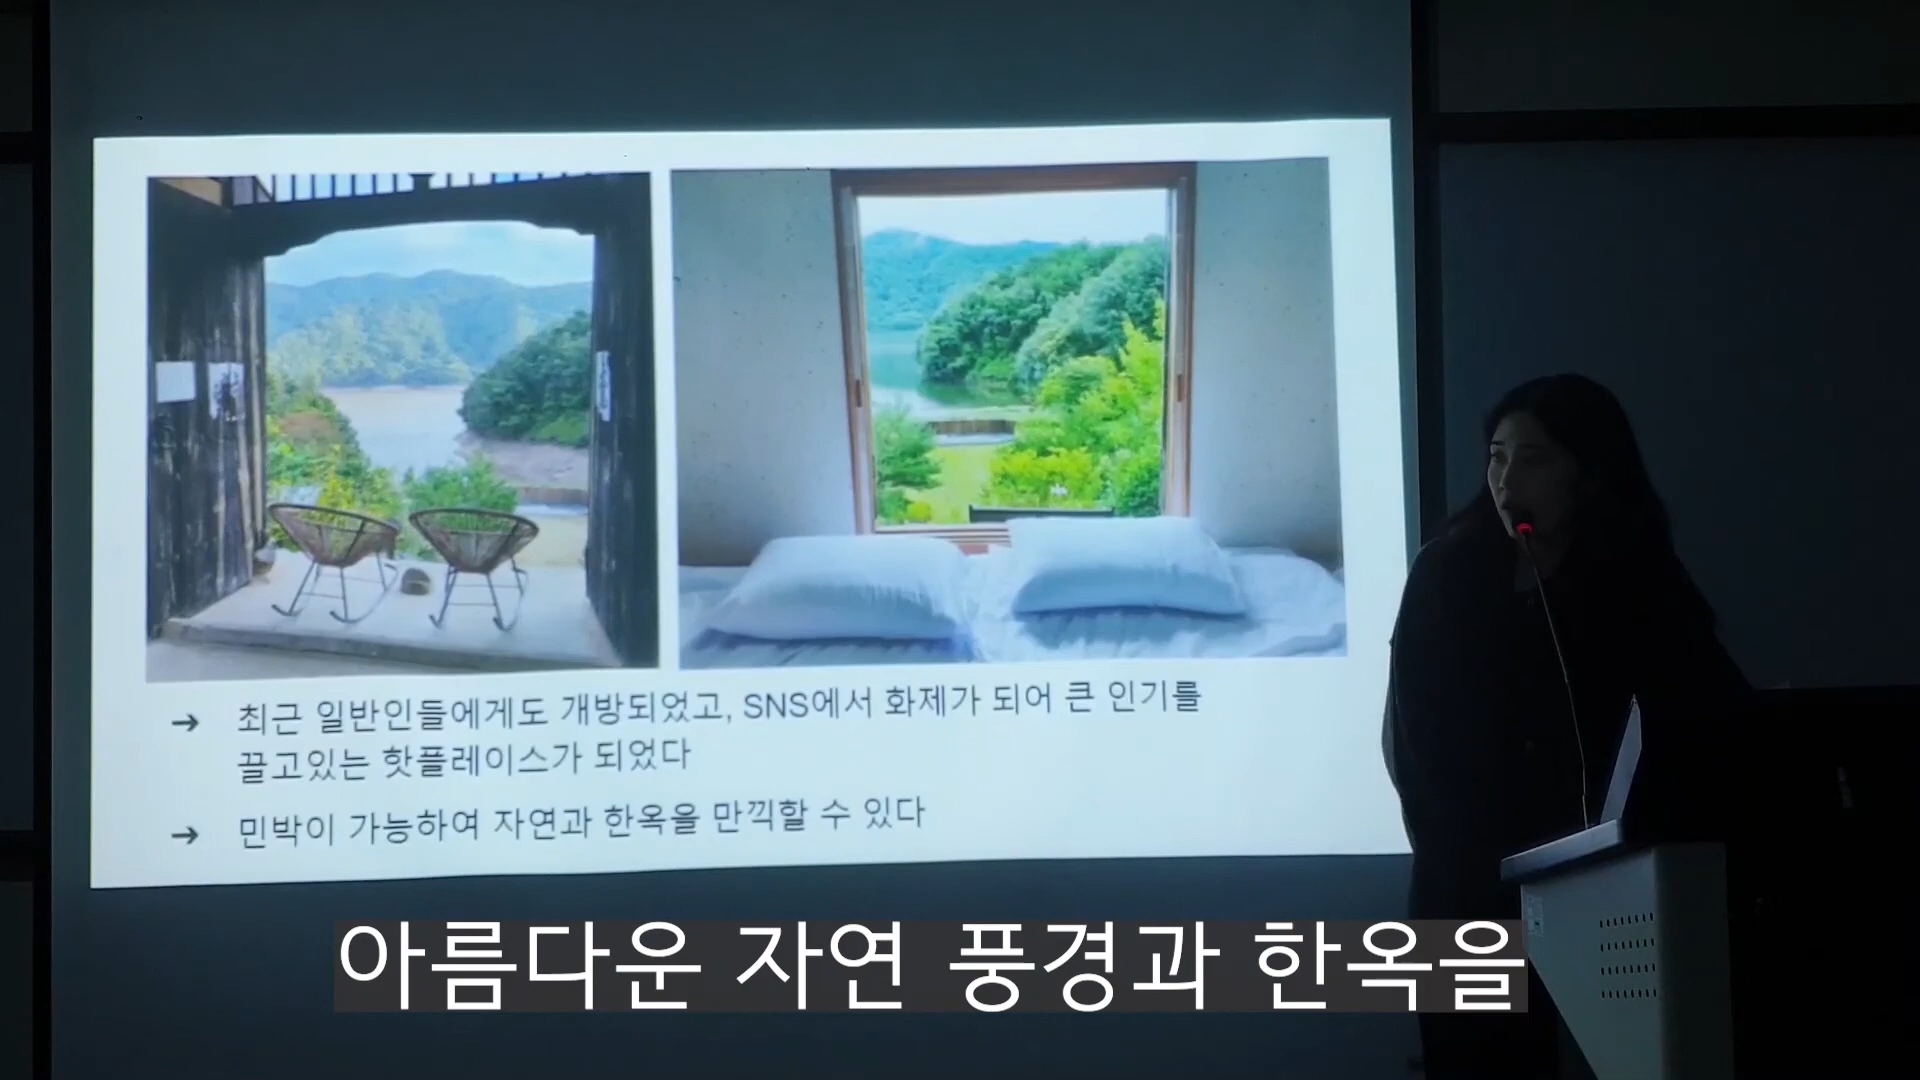 ➔ 최근 일반인들에게도 개방되었고, SNS에서 화제가 되어 큰 인기를
끌고있는 핫플레이스가 되었다
➔ 민박이 가능하여 자연과 한옥을 만끽할 수 있다
아름다운 자연 풍경과 한옥을